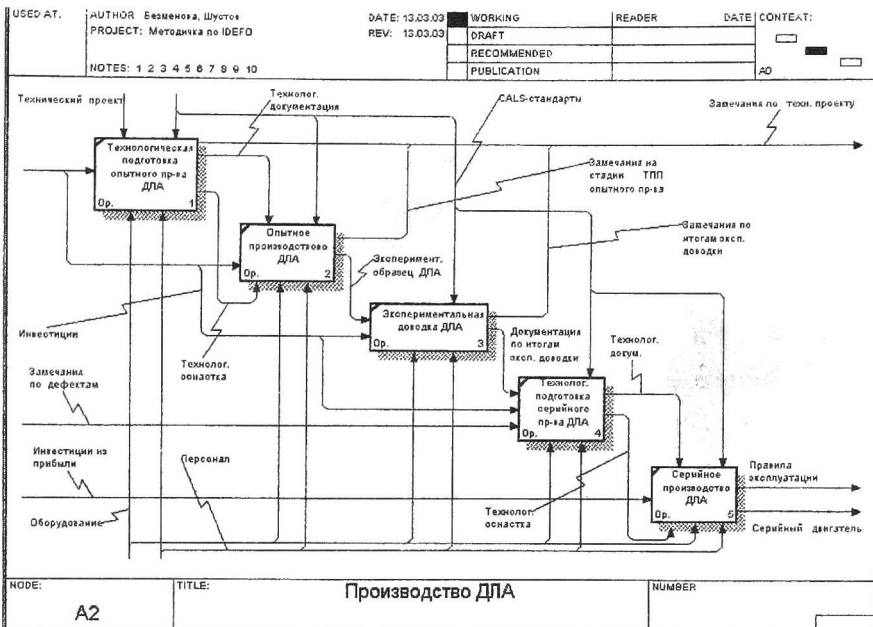 USED AT:
AUTHOR Безменова, Шустов
DATE: 13.03.03
WORKING
READER
DATE
CONTEXT:
PROJECT: Методичка по IDEF0
REV: 13.03.03
DRAFT
RECOMMENDED
NOTES: 1 2 3 4 5 6 7 8 9 10
PUBLICATION
A0
Технический проект
Технолог.
документация
CALS-стандарты
Замечания по техн. проекту
Технологическая
подготовка
опытного пр-ва
ДЛА
Ор.
1
Замечания на
стадии ТПП
опытного пр-ва
Опытное
производствово
ДЛА
Ор.
2
Замечания по
итогам эксп.
доводки
Эксперимент.
образец ДЛА
Экспериментальная
доводка ДЛА
Ор.
3
Инвестиции
Технолог.
оснастка
Документация
по итогам
эксп. доводки
Технолог.
докум.
Замечания
по дефектам
Технолог.
подготовка
серийного
пр-ва ДЛА
Ор.
4
Инвестиции из
прибыли
Персонал
Серийное
производство
ДЛА
Ор.
5
Правила
эксплуатации
Оборудование
Технолог.
оснастка
Серийный двигатель
NODE:
A2
TITLE:
Производство ДЛА
NUMBER